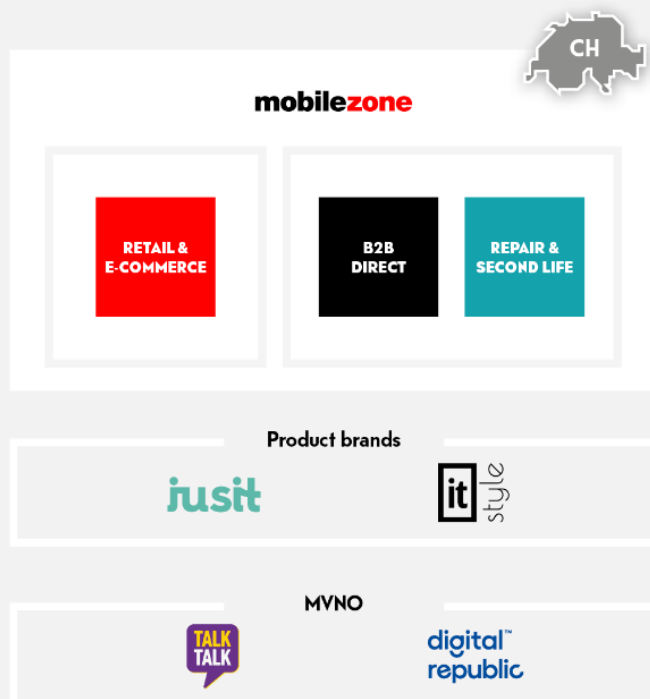 CH
mobilezone
RETAIL &
E-COMMERCE
B2B
DIRECT
REPAIR &
SECOND LIFE
Product brands
jusit
it
style
MVNO
TALK
TALK
digital™
republic